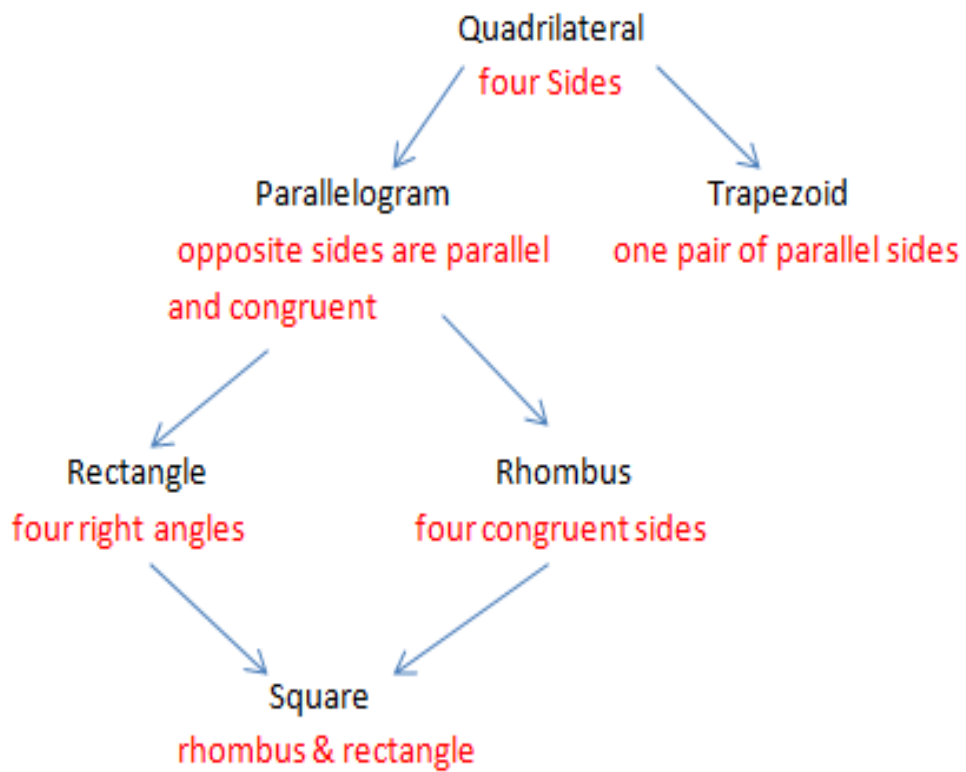 Quadrilateral
four Sides
Parallelogram
opposite sides are parallel
and congruent
Trapezoid
one pair of parallel sides
Rectangle
four right angles
Rhombus
four congruent sides
Square
rhombus & rectangle